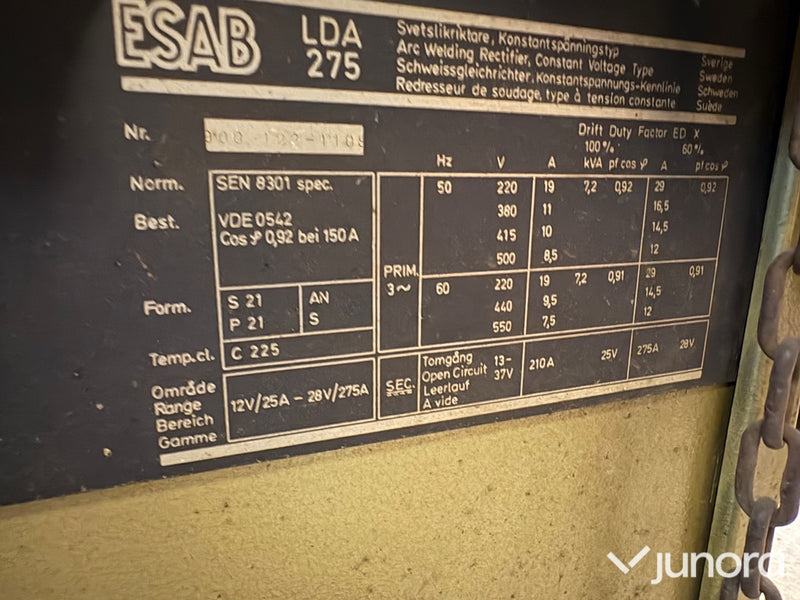 ESAB LDA 275
Svetslikriktare, Konstantspänningstyp Sverige
Arc Welding Rectifier, Constant Voltage Type Sweden
Schweissgleichrichter, Konstantspannungs-Kennlinie Schweden
Redresseur de soudage, type à tension constante Suède
Nr.
Drift Duty Factor ED X
100% 60%
Hz V A kVA pf cos φ A pf cos φ
Norm. SEN 8301 spec.
Best. VDE 0542
Cos φ 0,92 bei 150 A
Form. S 21 AN
P 21 S
Temp.cl. C 225
PRIM. 3~
50 220 19 7,2 0,92 29 0,92
380 11 16,5
415 10 14,5
500 8,5 12
60 220 19 7,2 0,91 29 0,91
440 9,5 14,5
550 7,5 12
Område
Range
Bereich
Gamme
12V/25A – 28V/275A
SEC.
Tomgång 13-
Open Circuit 37V
Leerlauf
A vide
210A 25V 275A 28V
junora